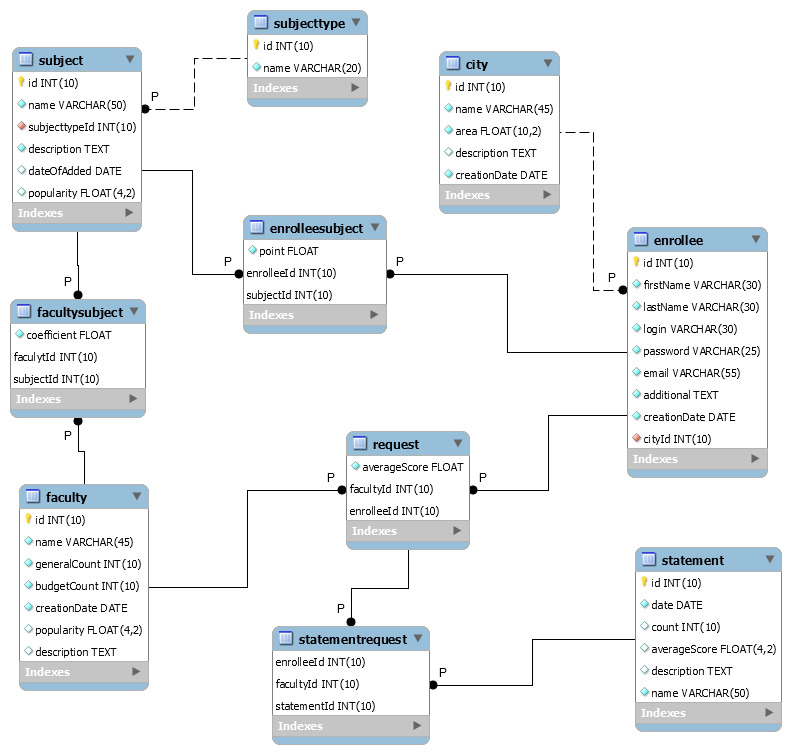 subjecttype
id INT(10)
name VARCHAR(20)
Indexes
subject
id INT(10)
name VARCHAR(50)
subjecttypeId INT(10)
description TEXT
dateOfAdded DATE
popularity FLOAT(4,2)
Indexes
P
city
id INT(10)
name VARCHAR(45)
area FLOAT(10,2)
description TEXT
creationDate DATE
Indexes
enrolleesubject
point FLOAT
enrolleeId INT(10)
subjectId INT(10)
Indexes
P
P
enrollee
id INT(10)
firstName VARCHAR(30)
lastName VARCHAR(30)
login VARCHAR(30)
password VARCHAR(25)
email VARCHAR(55)
additional TEXT
creationDate DATE
cityId INT(10)
Indexes
P
P
facultysubject
coefficient FLOAT
faculytId INT(10)
subjectId INT(10)
Indexes
P
request
averageScore FLOAT
facultyId INT(10)
enrolleeId INT(10)
Indexes
P
P
faculty
id INT(10)
name VARCHAR(45)
generalCount INT(10)
budgetCount INT(10)
creationDate DATE
popularity FLOAT(4,2)
description TEXT
Indexes
P
statementrequest
enrolleeId INT(10)
facultyId INT(10)
statementId INT(10)
Indexes
P
statement
id INT(10)
date DATE
count INT(10)
averageScore FLOAT(4,2)
description TEXT
name VARCHAR(50)
Indexes